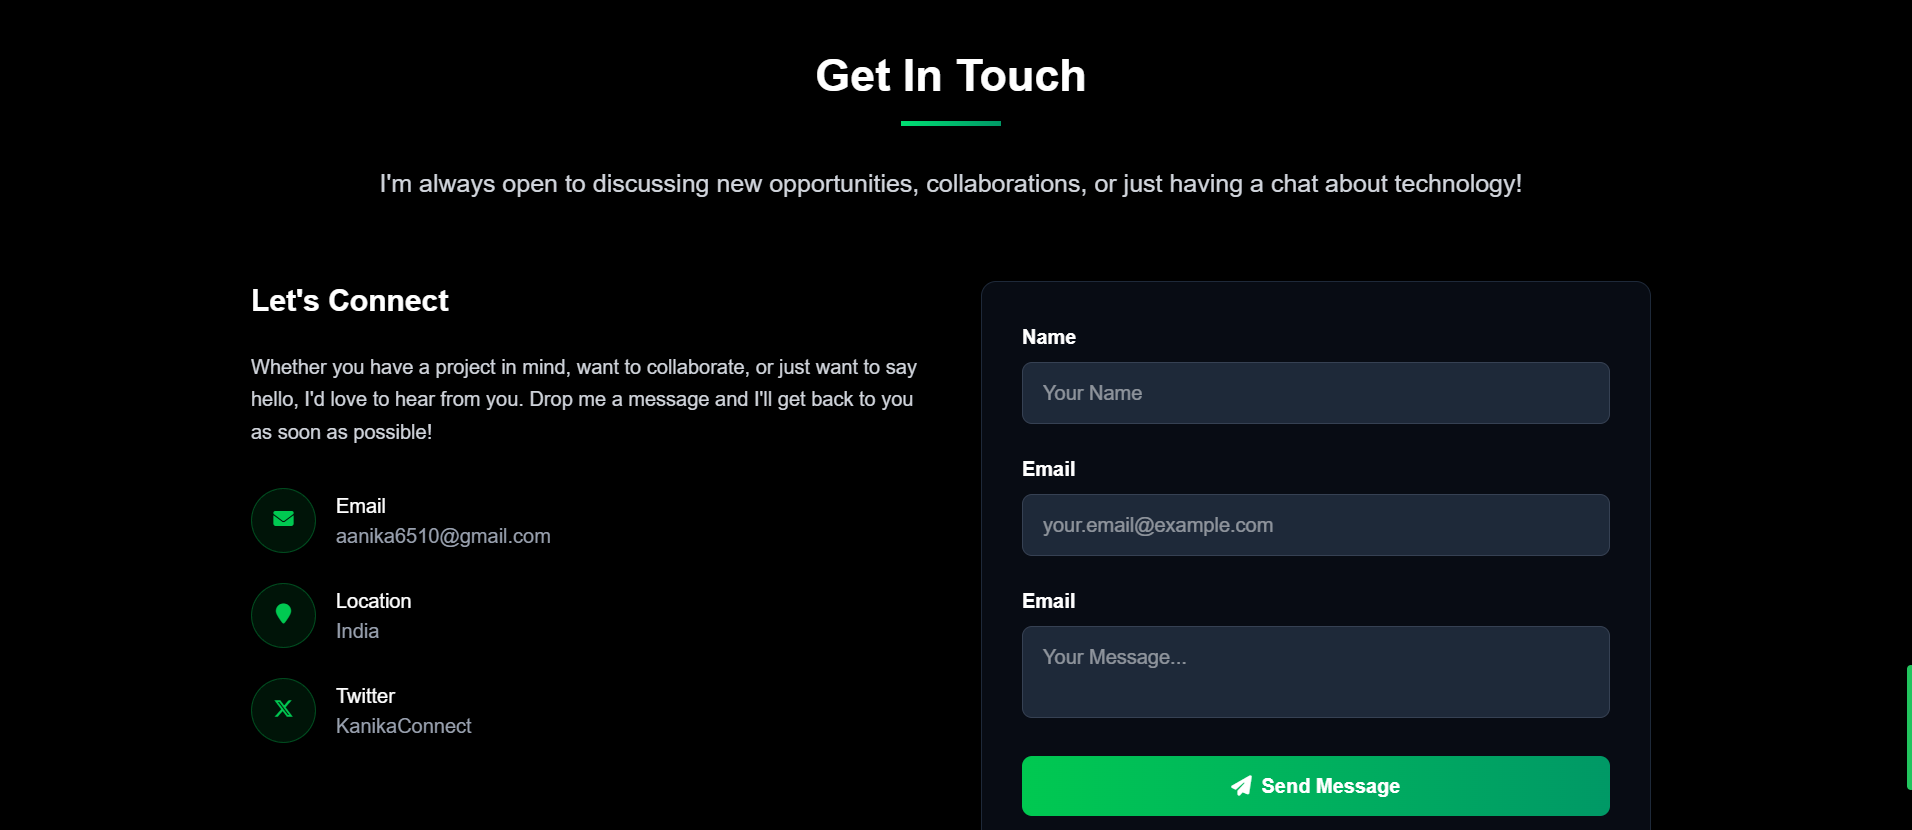 Get In Touch
I'm always open to discussing new opportunities, collaborations, or just having a chat about technology!
Let's Connect
Whether you have a project in mind, want to collaborate, or just want to say
hello, I'd love to hear from you. Drop me a message and I'll get back to you
as soon as possible!
Email
aanika6510@gmail.com
Location
India
Twitter
KanikaConnect
Name
Your Name
Email
your.email@example.com
Email
Your Message...
Send Message